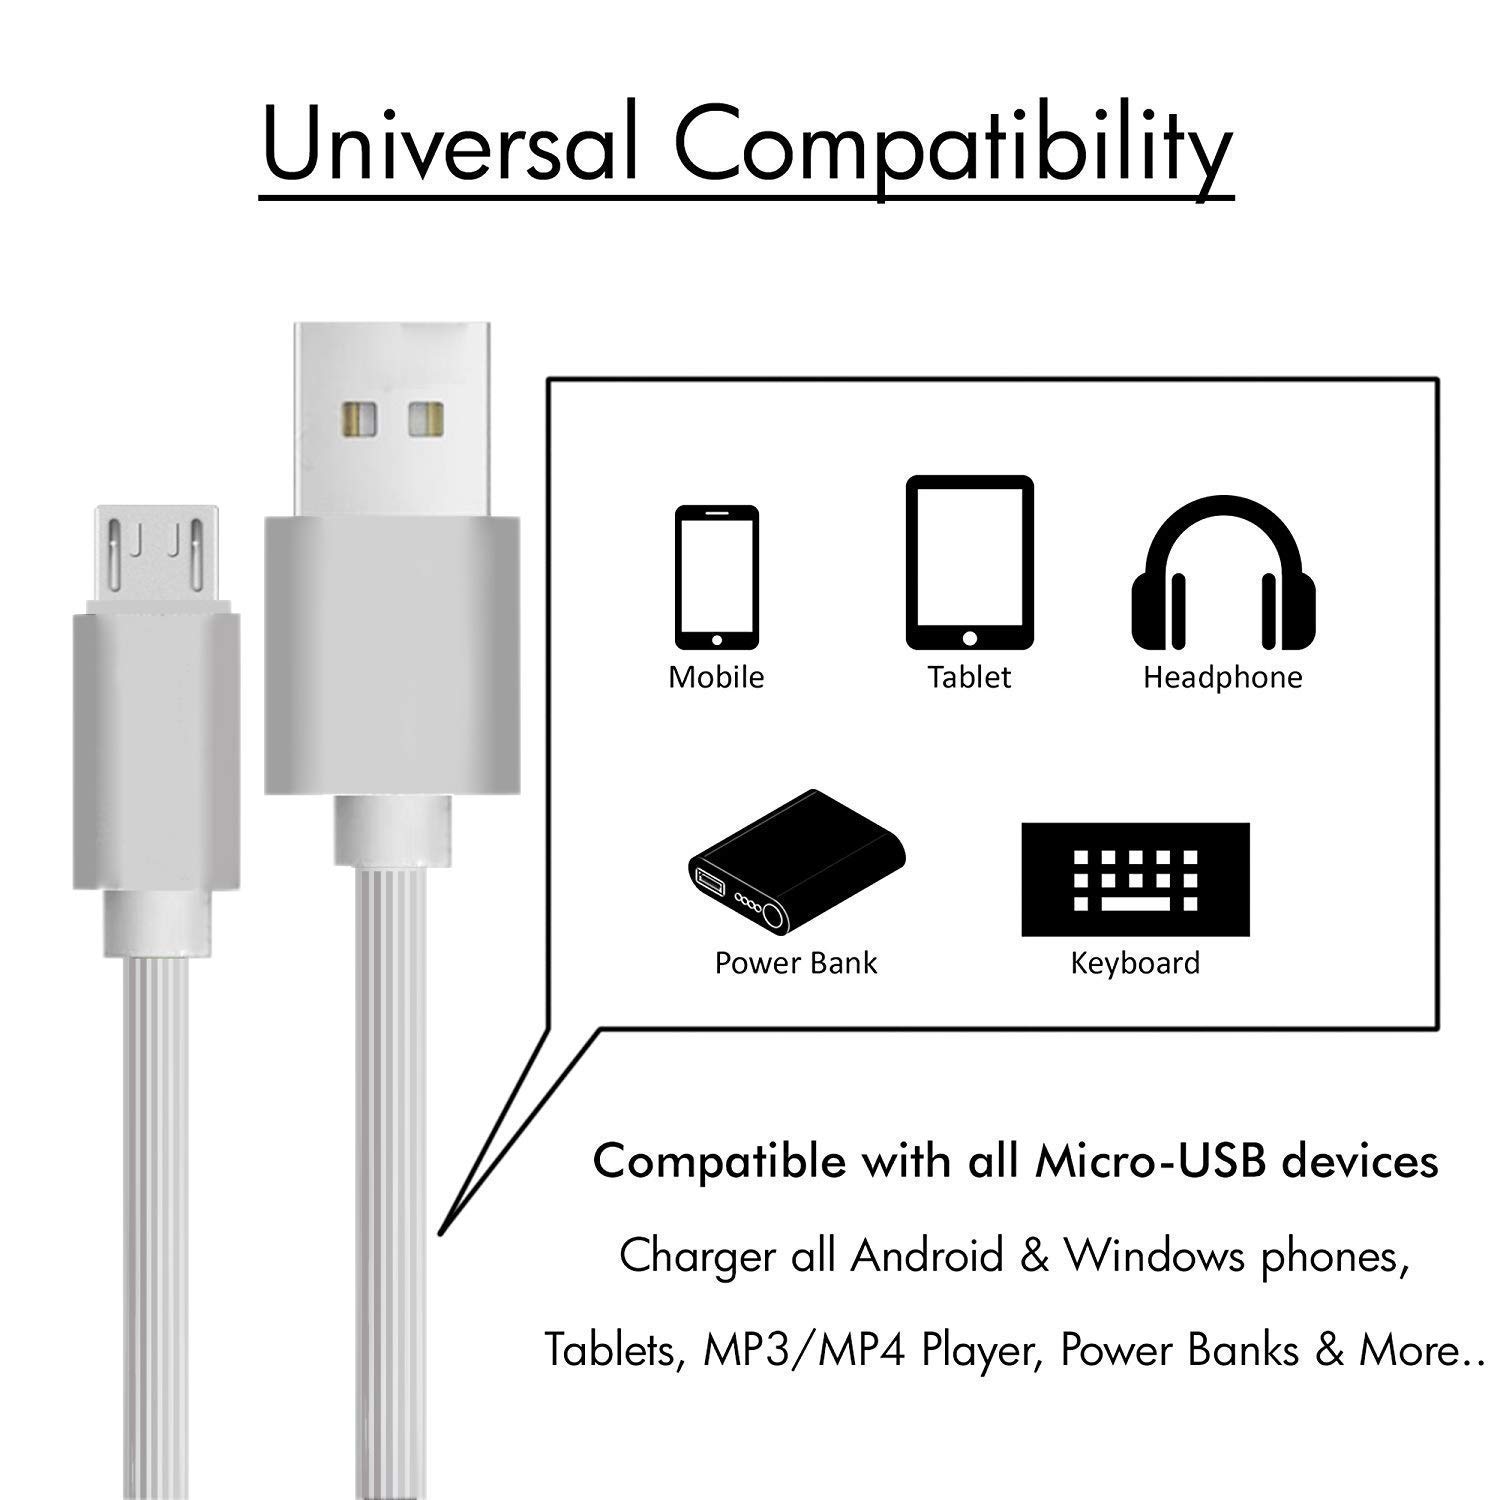 Universal Compatibility
Mobile
Tablet
Headphone
Power Bank
Keyboard
Compatible with all Micro-USB devices
Charger all Android & Windows phones,
Tablets, MP3/MP4 Player, Power Banks & More..